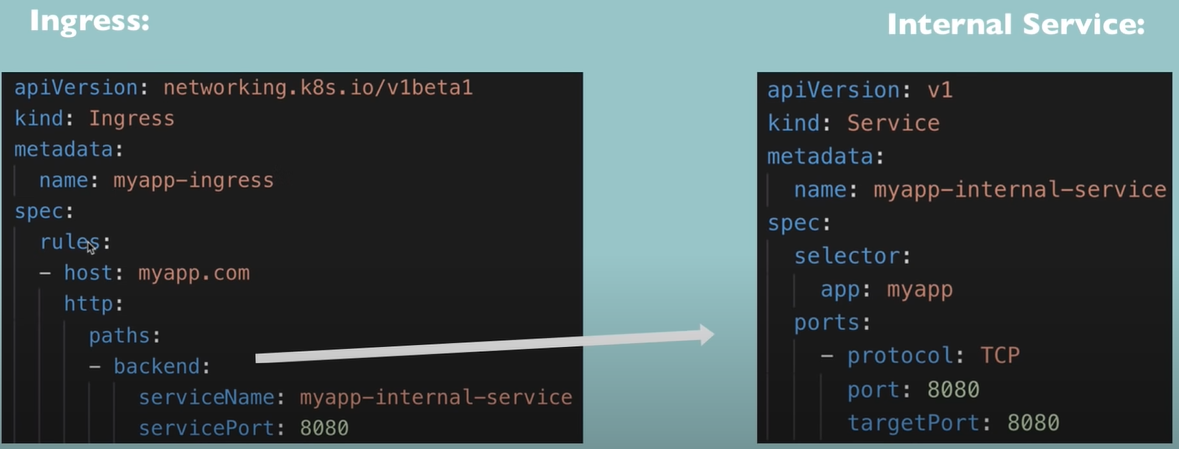 Ingress:
apiVersion: networking.k8s.io/v1beta1
kind: Ingress
metadata:
  name: myapp-ingress
spec:
  rules:
  - host: myapp.com
    http:
      paths:
      - backend:
          serviceName: myapp-internal-service
          servicePort: 8080
Internal Service:
apiVersion: v1
kind: Service
metadata:
  name: myapp-internal-service
spec:
  selector:
    app: myapp
  ports:
    - protocol: TCP
      port: 8080
      targetPort: 8080